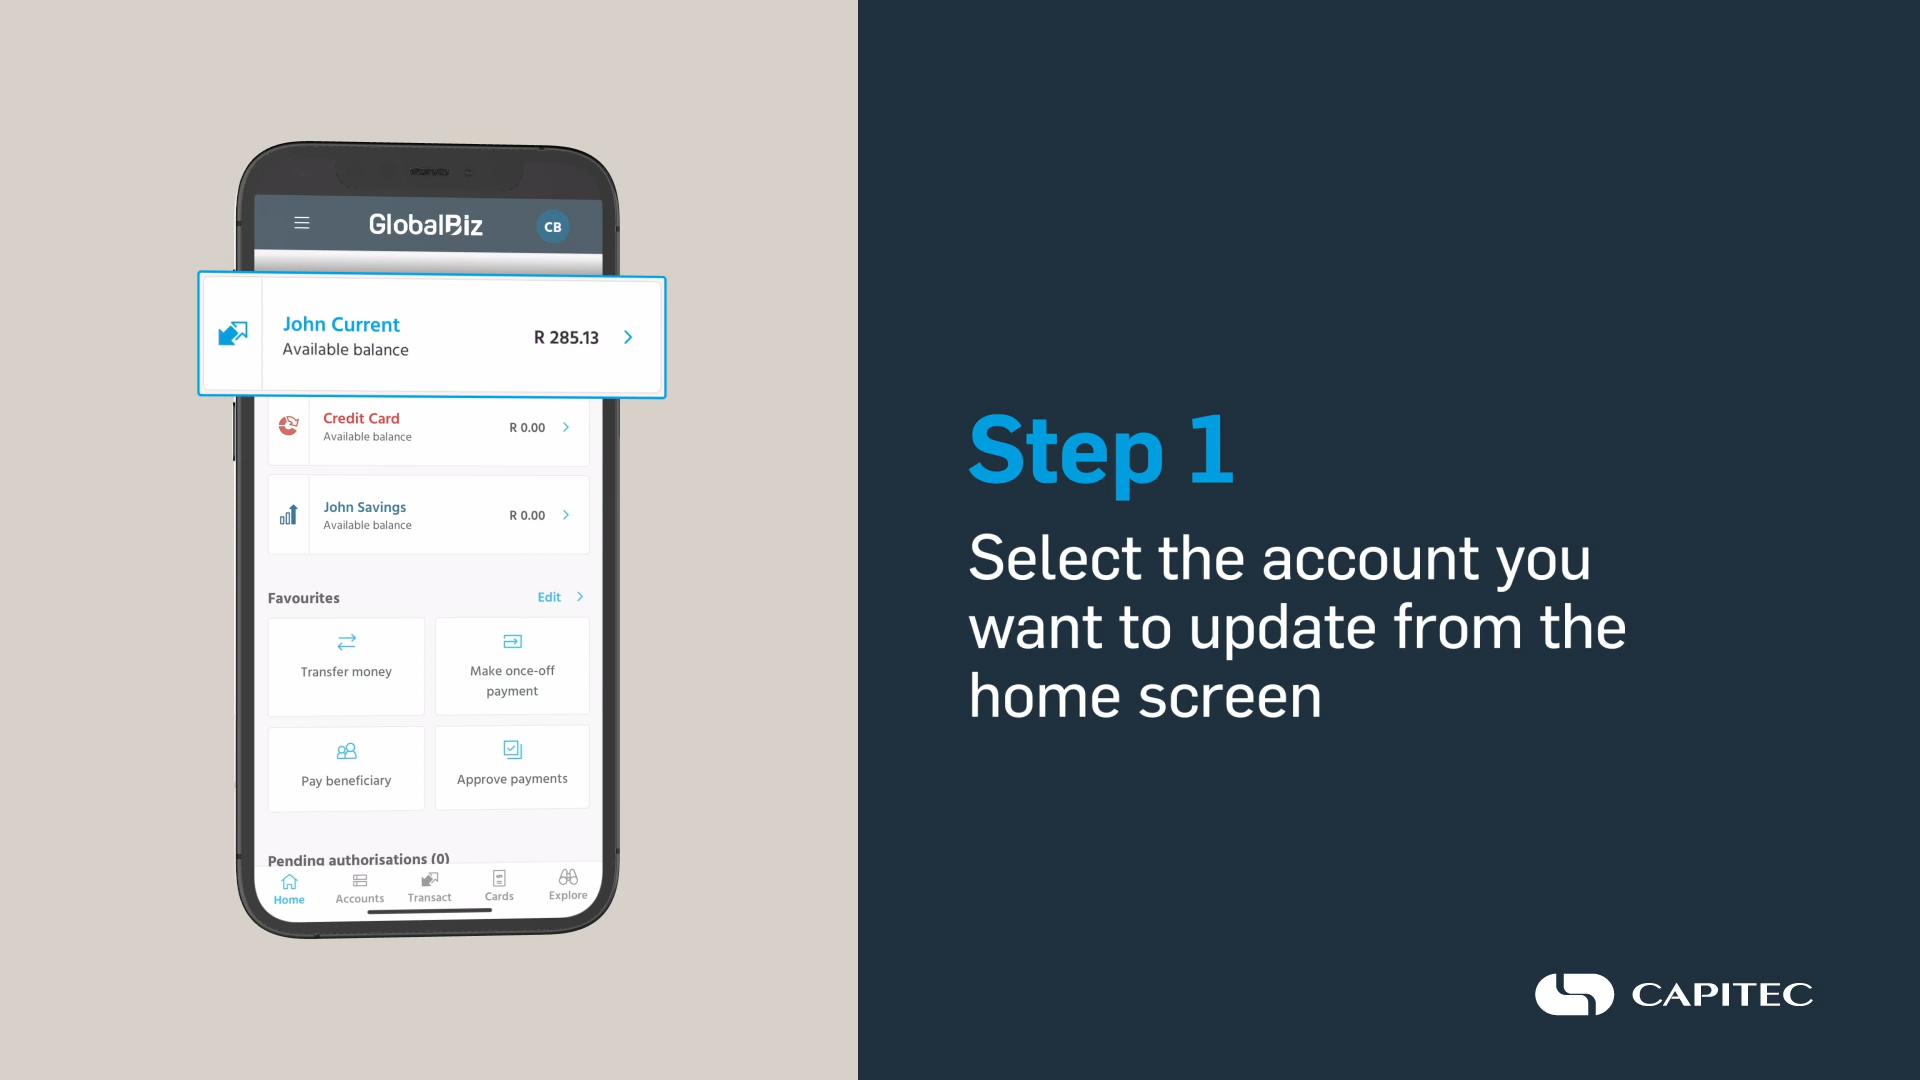 GlobalBiz
CB
John Current
Available balance
R 285.13
Credit Card
Available balance
R 0.00
John Savings
Available balance
R 0.00
Favourites
Edit
Transfer money
Make once-off
payment
Pay beneficiary
Approve payments
Pending authorisations (0)
Home
Accounts
Transact
Cards
Explore
Step 1
Select the account you
want to update from the
home screen
CAPITEC